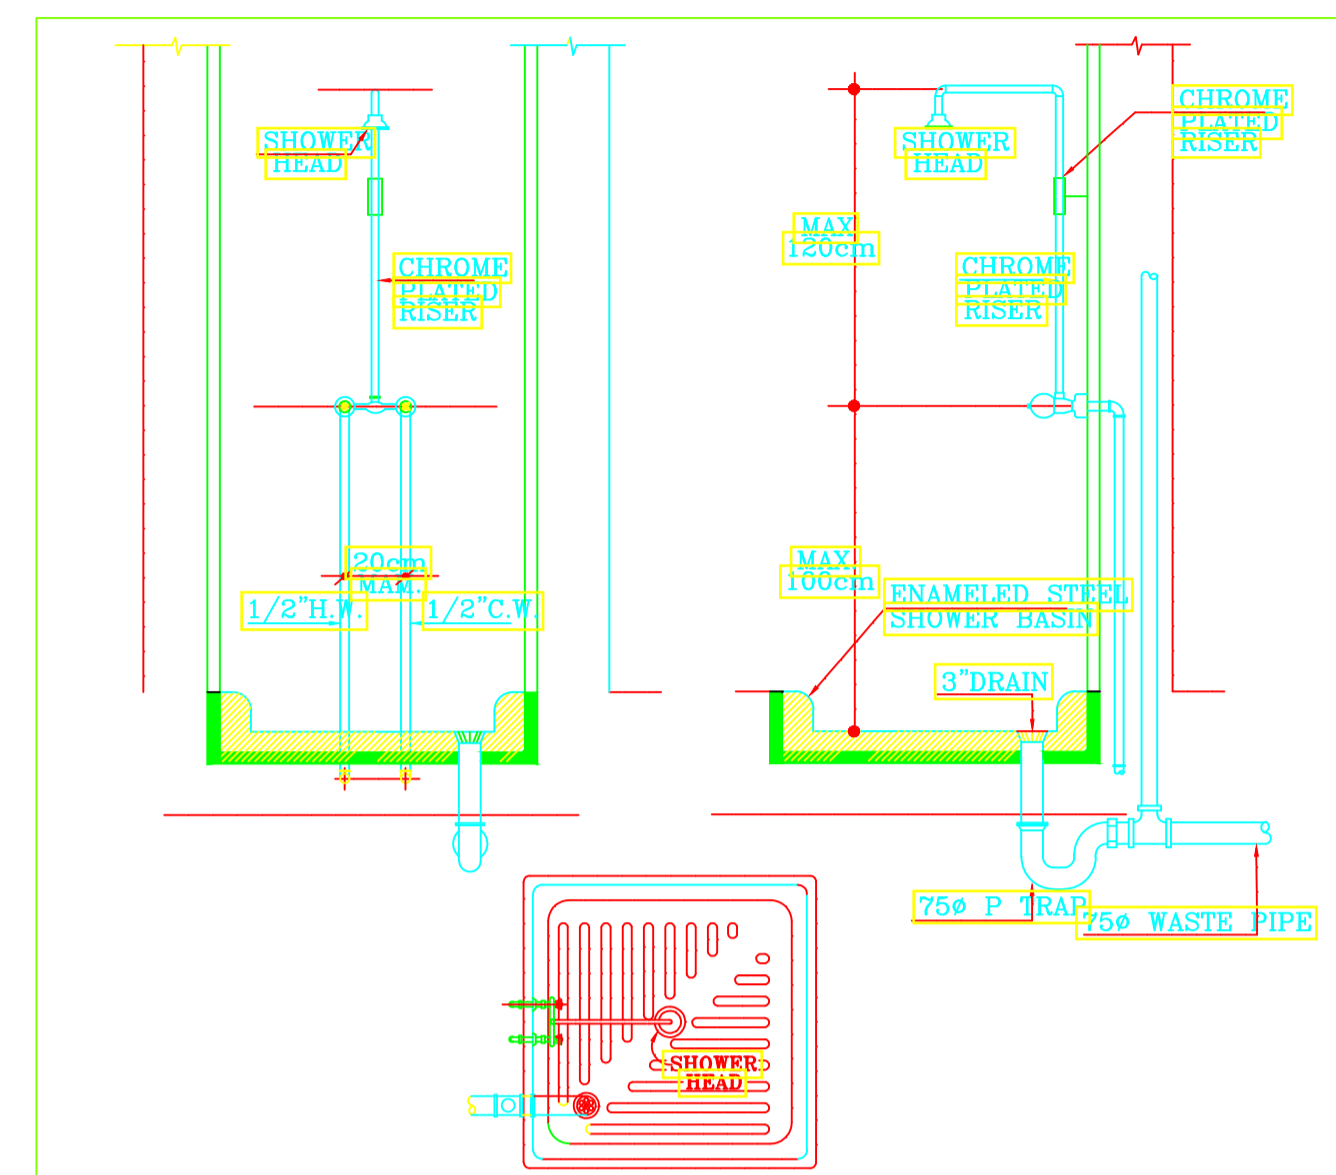 SHOWER
HEAD
CHROME
PLATED
RISER
20cm
MAM.
1/2"H.W.
1/2"C.W.
SHOWER
HEAD
CHROME
PLATED
RISER
MAX
120cm
CHROME
PLATED
RISER
MAX
100cm
ENAMELED STEEL
SHOWER BASIN
3"DRAIN
75ø P TRAP
75ø WASTE PIPE
SHOWER
HEAD